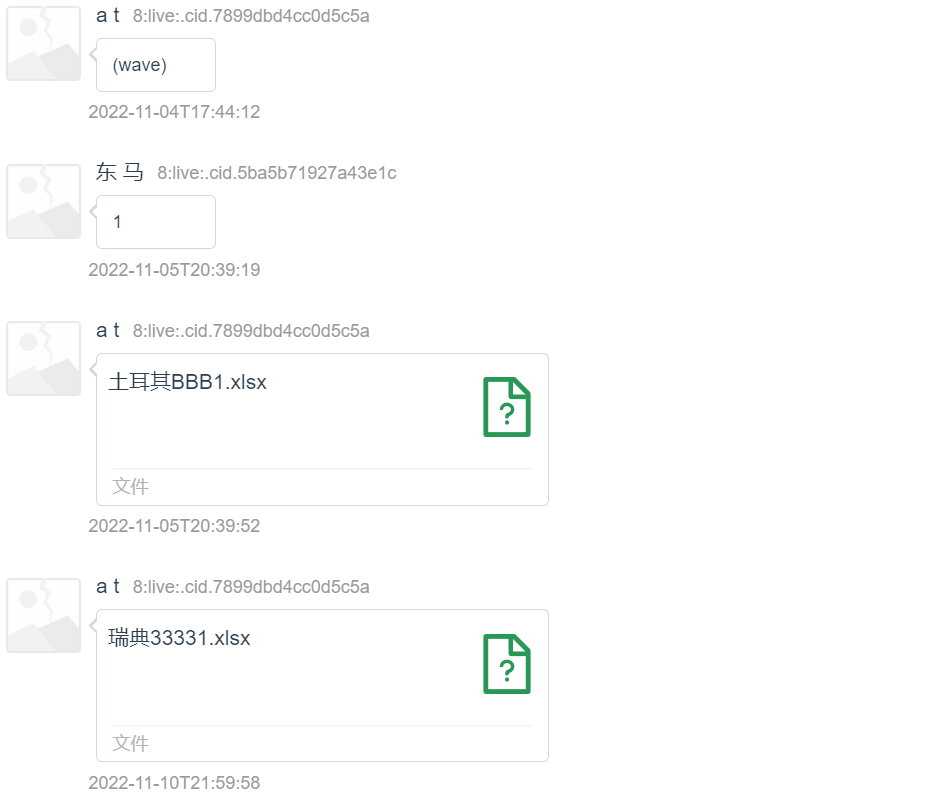 a t 8:live:.cid.7899dbd4cc0d5c5a
(wave)
2022-11-04T17:44:12
东 马 8:live:.cid.5ba5b71927a43e1c
1
2022-11-05T20:39:19
a t 8:live:.cid.7899dbd4cc0d5c5a
土耳其BBB1.xlsx
?
文件
2022-11-05T20:39:52
a t 8:live:.cid.7899dbd4cc0d5c5a
瑞典33331.xlsx
?
文件
2022-11-10T21:59:58